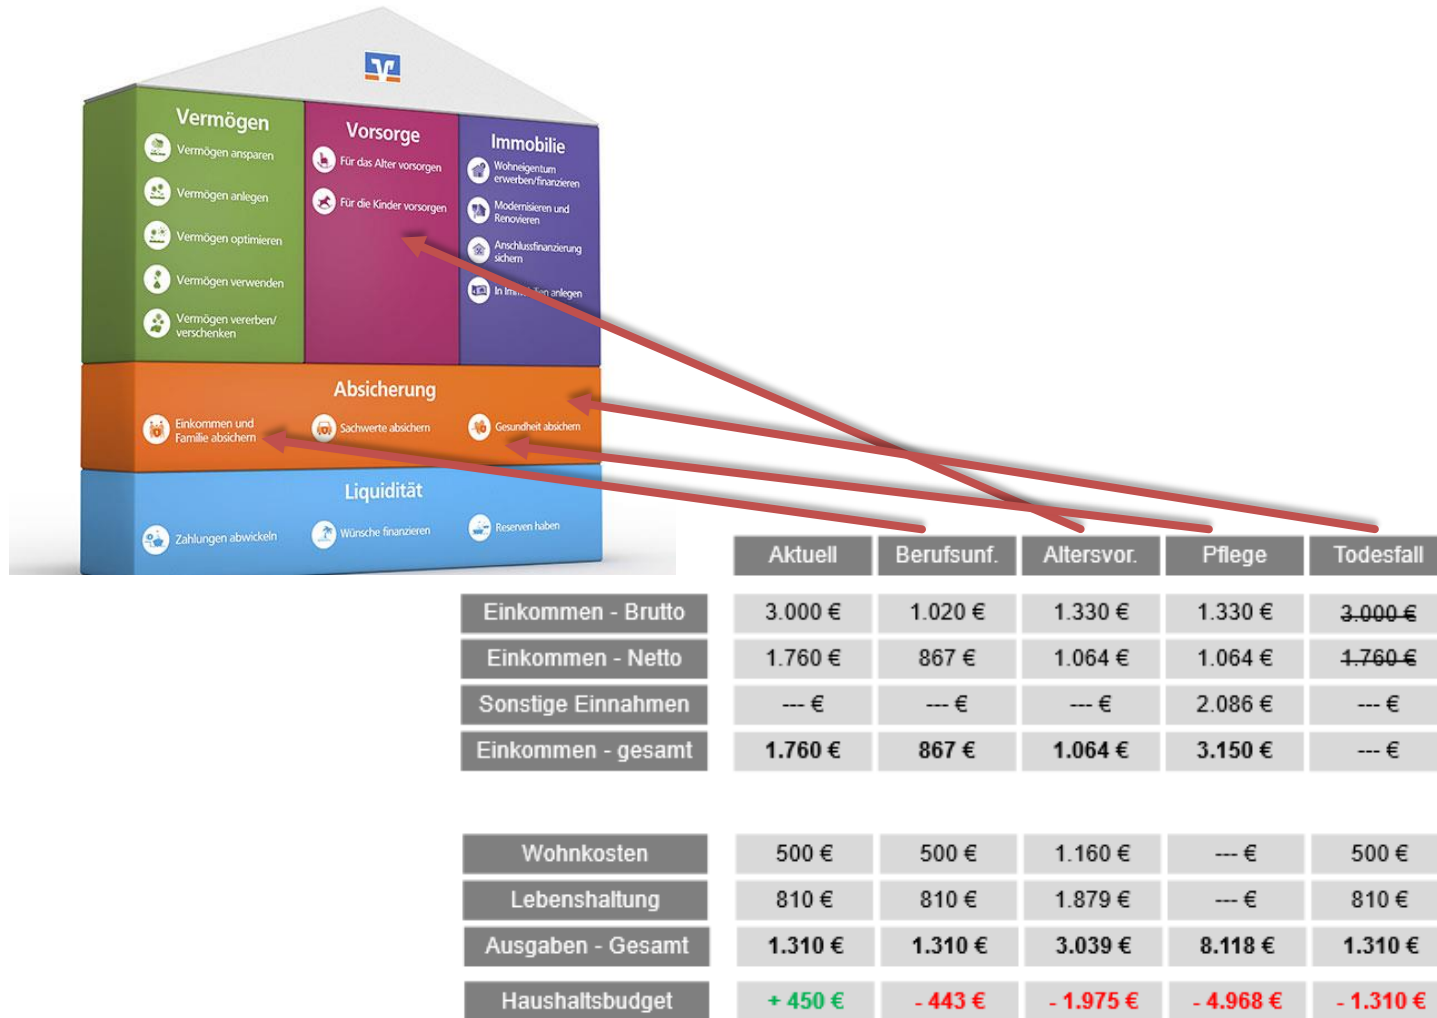 Vermögen
Vermögen ansparen
Vermögen anlegen
Vermögen optimieren
Vermögen verwenden
Vermögen vererben/
verschenken
Vorsorge
Für das Alter vorsorgen
Für die Kinder vorsorgen
Immobilie
Wohneigentum
erwerben/finanzieren
Modernisieren und
Renovieren
Anschlussfinanzierung
sichern
In Immobilien anlegen
Absicherung
Einkommen und
Familie absichern
Sachwerte absichern
Gesundheit absichern
Liquidität
Zahlungen abwickeln
Wünsche finanzieren
Reserven haben
Aktuell Berufsunf. Altersvor. Pflege Todesfall
Einkommen - Brutto 3.000 € 1.020 € 1.330 € 1.330 € 3.000 €
Einkommen - Netto 1.760 € 867 € 1.064 € 1.064 € 1.760 €
Sonstige Einnahmen --- € --- € --- € 2.086 € --- €
Einkommen - gesamt 1.760 € 867 € 1.064 € 3.150 € --- €
Wohnkosten 500 € 500 € 1.160 € --- € 500 €
Lebenshaltung 810 € 810 € 1.879 € --- € 810 €
Ausgaben - Gesamt 1.310 € 1.310 € 3.039 € 8.118 € 1.310 €
Haushaltsbudget + 450 € - 443 € - 1.975 € - 4.968 € - 1.310 €